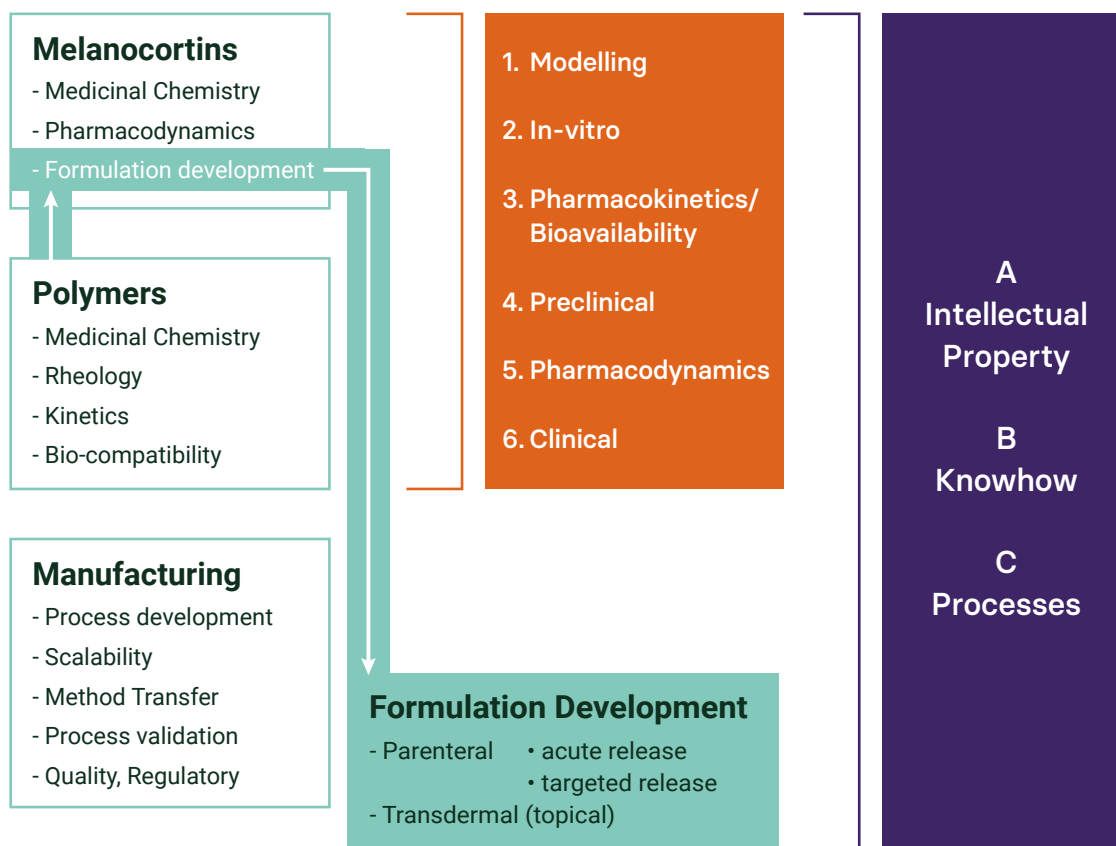 Melanocortins
- Medicinal Chemistry
- Pharmacodynamics
- Formulation development
Polymers
- Medicinal Chemistry
- Rheology
- Kinetics
- Bio-compatibility
Manufacturing
- Process development
- Scalability
- Method Transfer
- Process validation
- Quality, Regulatory
Formulation Development
- Parenteral • acute release
• targeted release
- Transdermal (topical)
1. Modelling
2. In-vitro
3. Pharmacokinetics/
Bioavailability
4. Preclinical
5. Pharmacodynamics
6. Clinical
A
Intellectual
Property
B
Knowhow
C
Processes